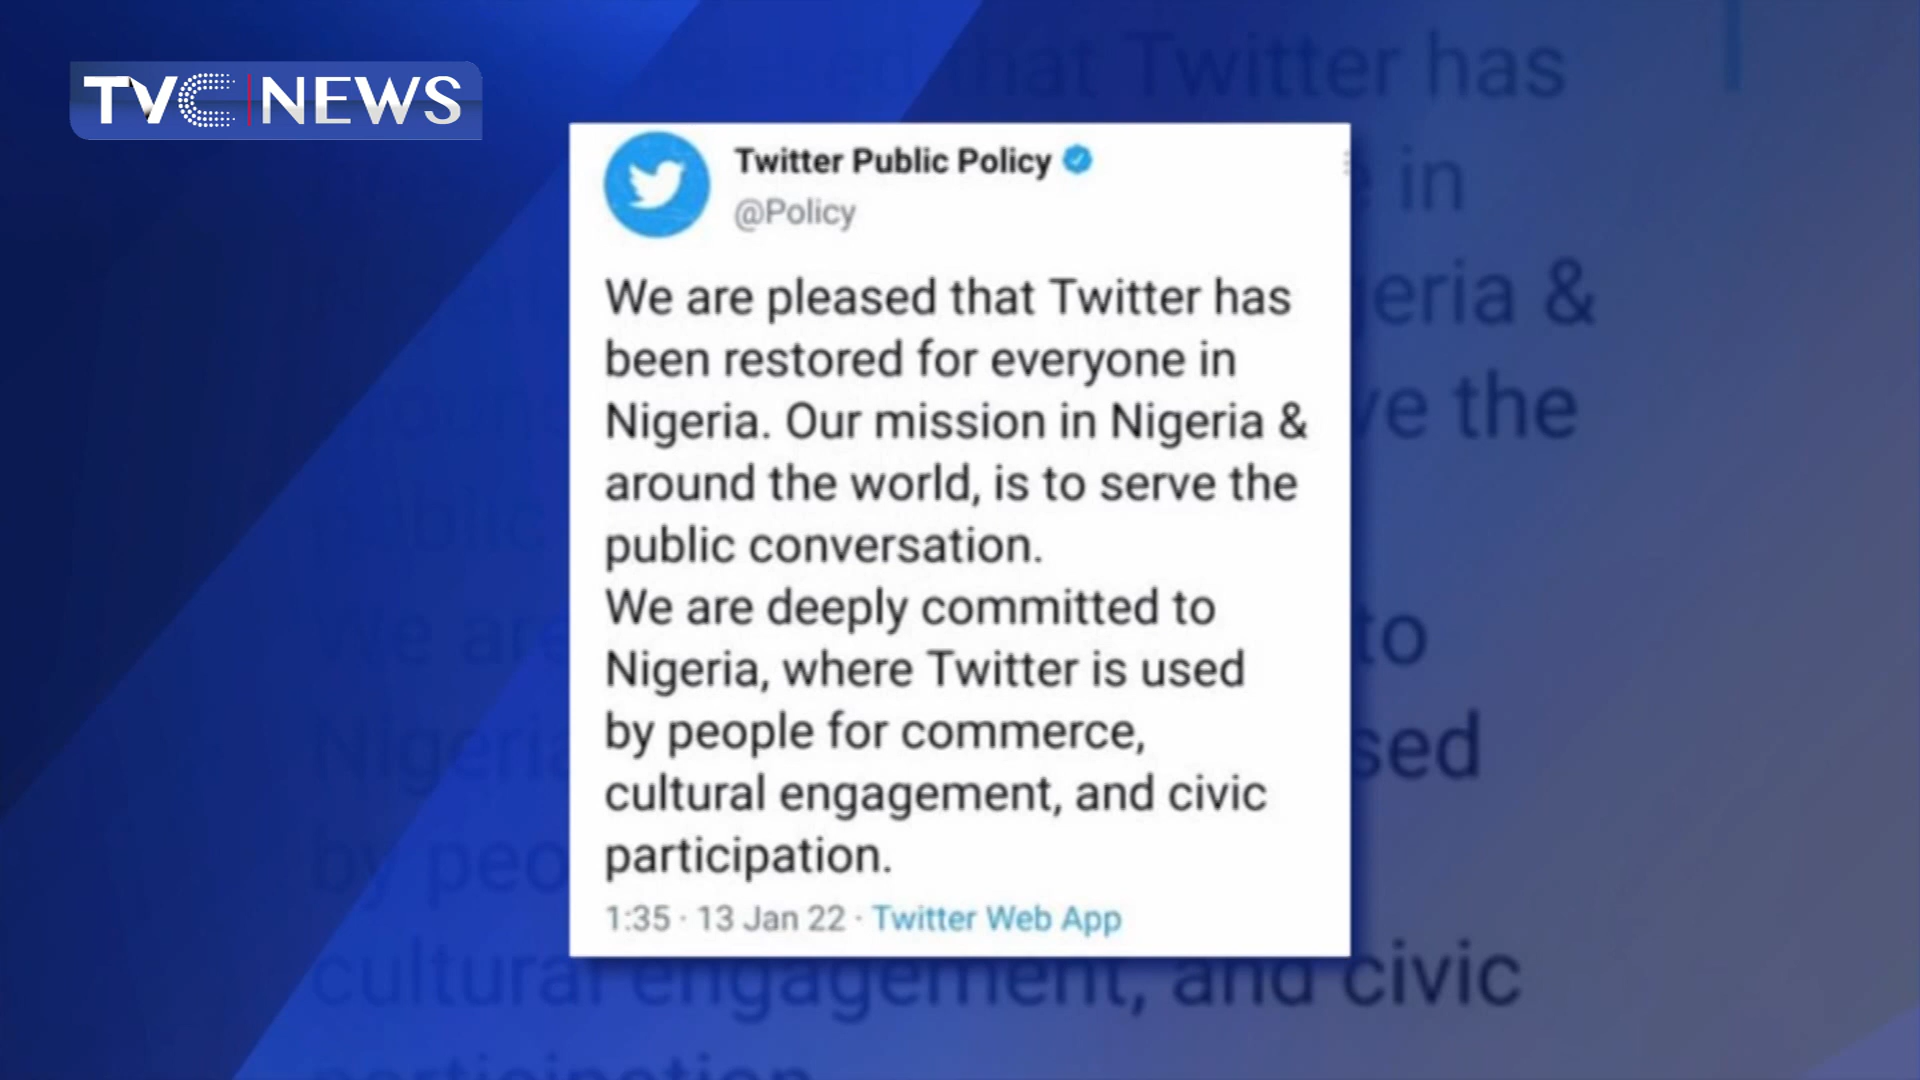 TVC NEWS
Twitter Public Policy
@Policy
We are pleased that Twitter has
been restored for everyone in
Nigeria. Our mission in Nigeria &
around the world, is to serve the
public conversation.
We are deeply committed to
Nigeria, where Twitter is used
by people for commerce,
cultural engagement, and civic
participation.
1:35 · 13 Jan 22 · Twitter Web App